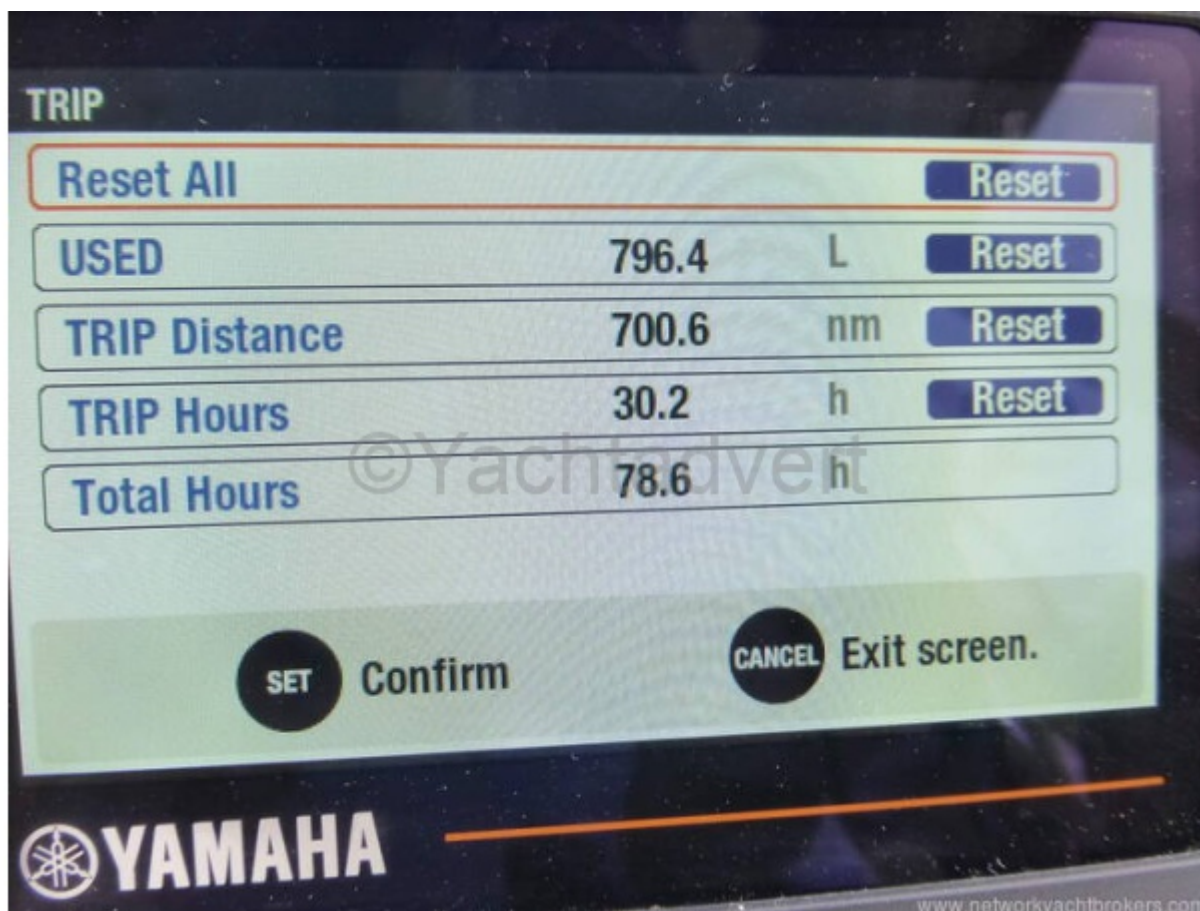 TRIP
Reset All Reset
USED 796.4 L Reset
TRIP Distance 700.6 nm Reset
TRIP Hours 30.2 h Reset
Total Hours 78.6 h
©Yachtadvert
SET Confirm CANCEL Exit screen.
YAMAHA
www.networkyachtbrokers.com